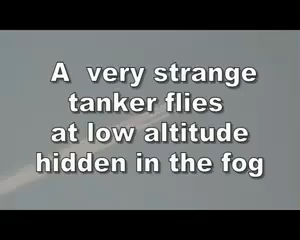 A very strange
tanker flies
at low altitude
hidden in the fog